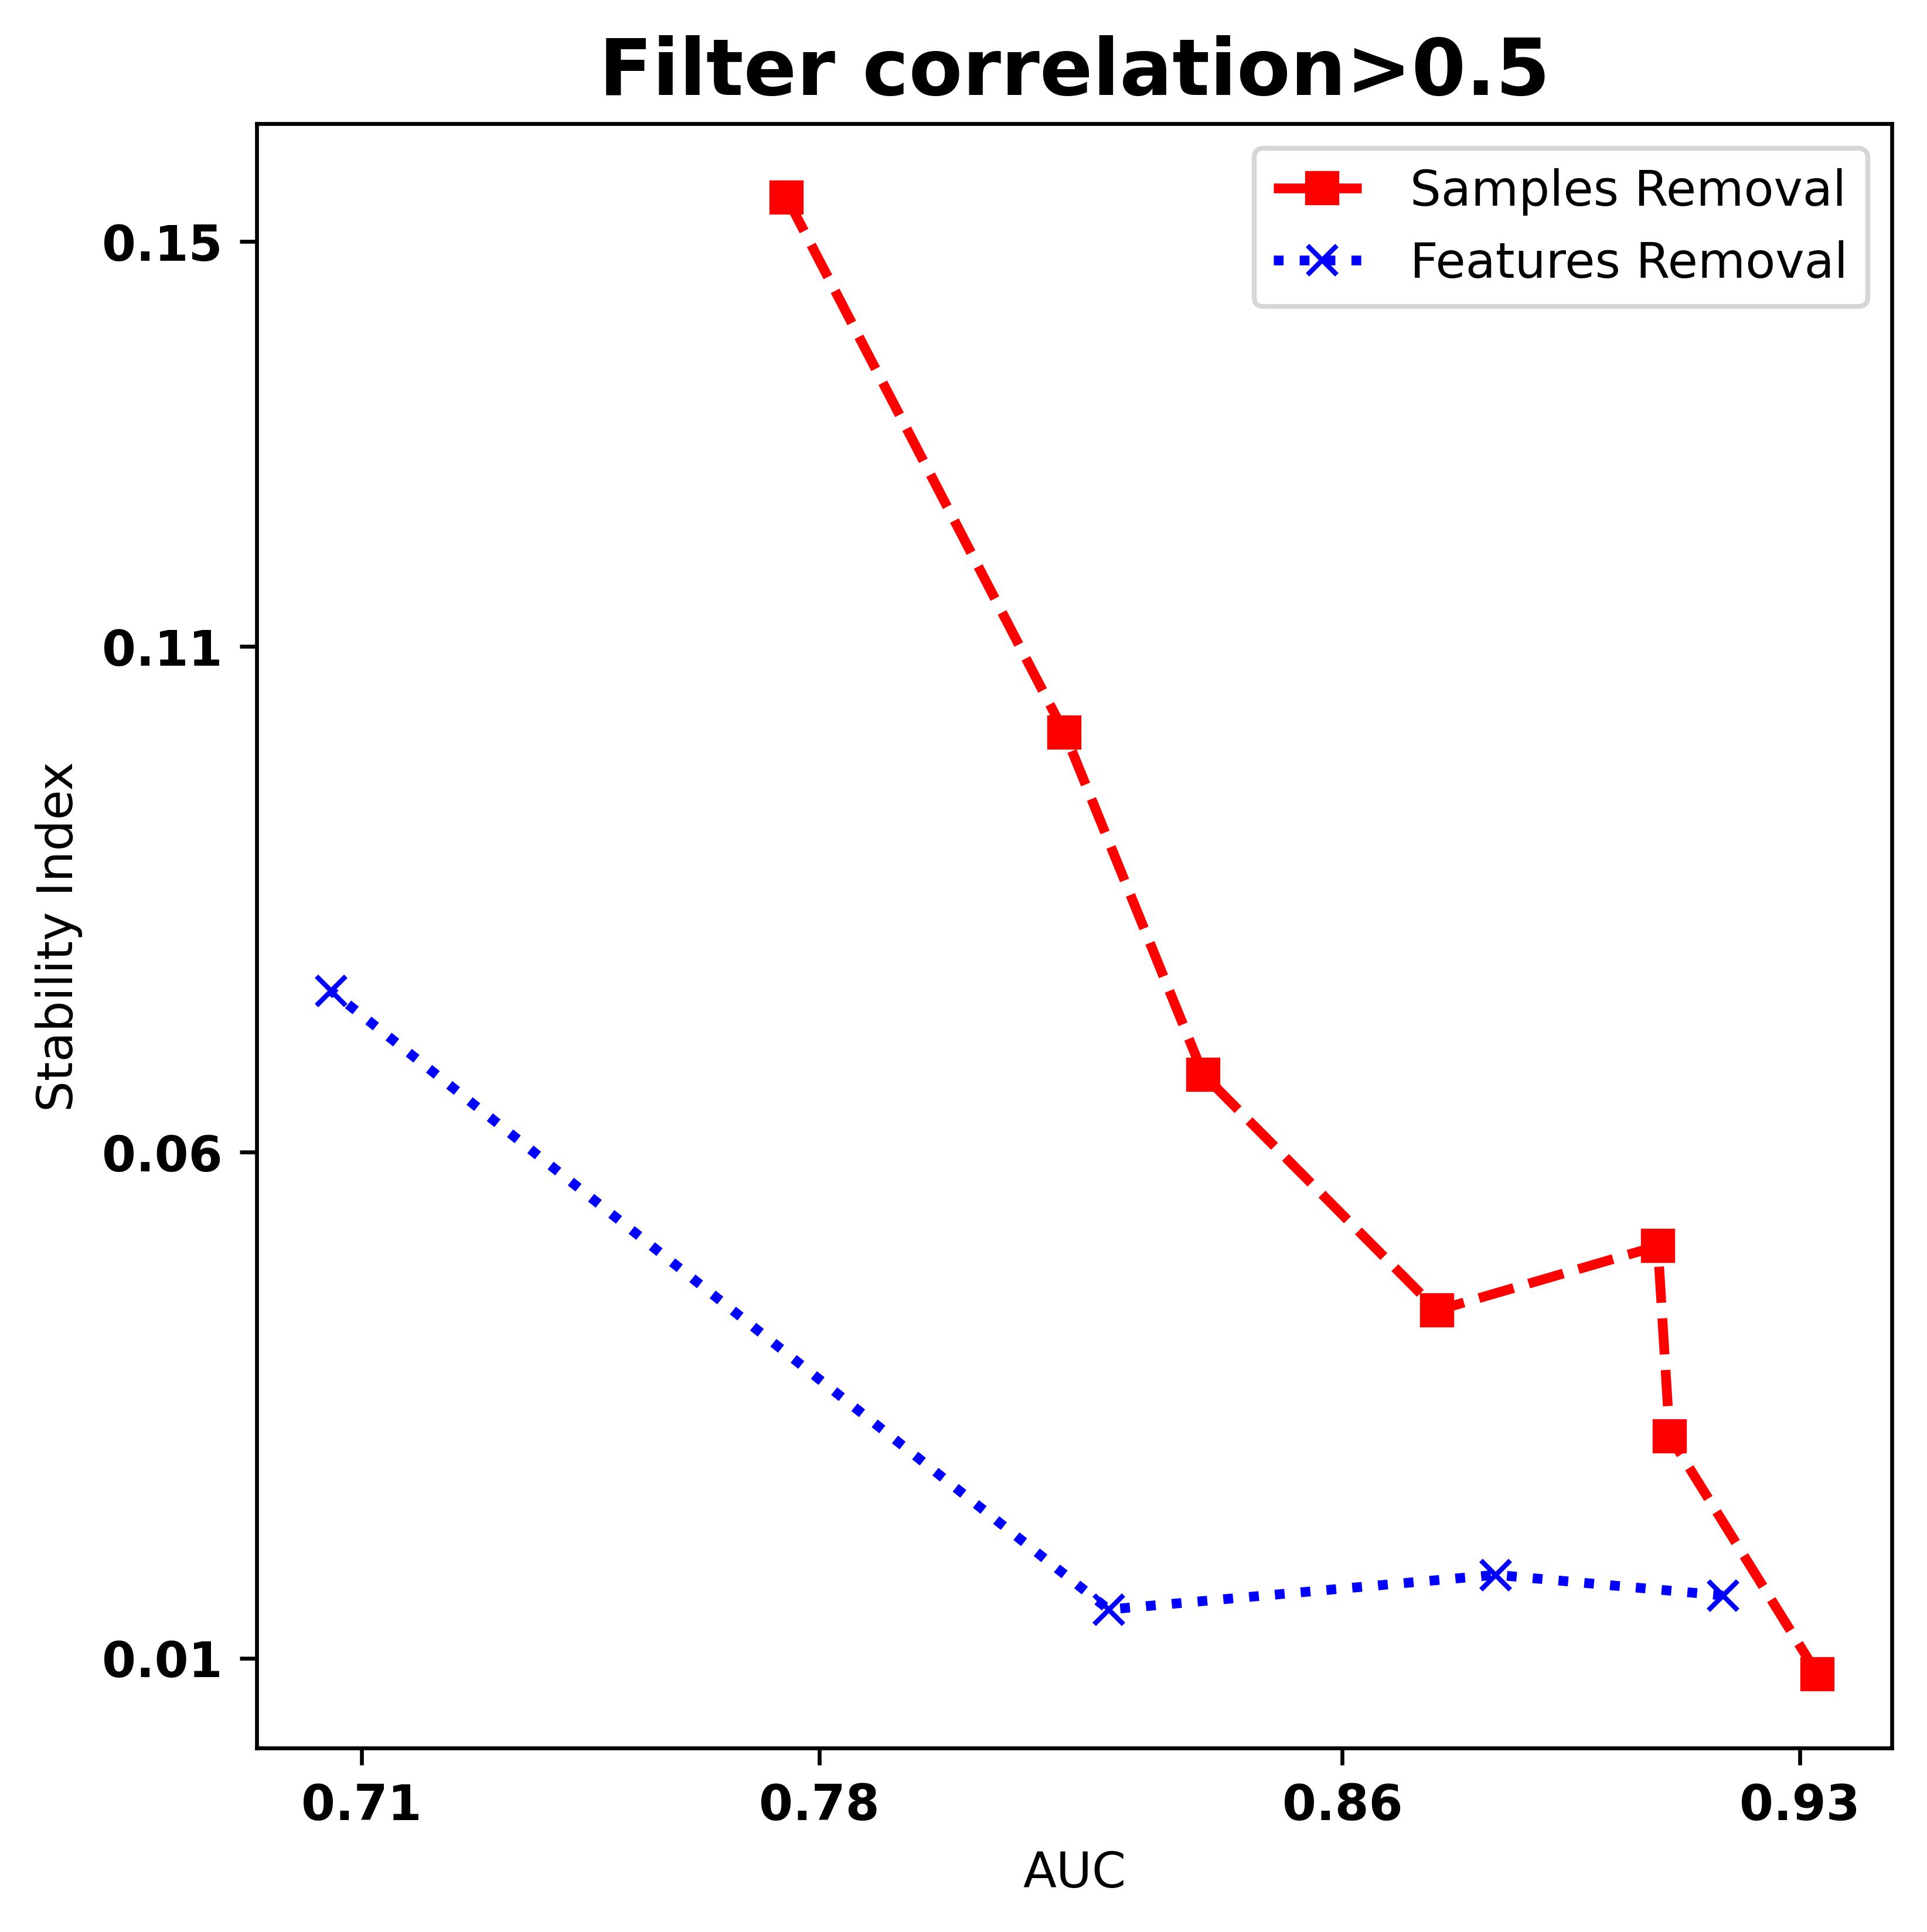 Filter correlation>0.5
Samples Removal
Features Removal
0.15
0.11
0.06
0.01
Stability Index
0.71
0.78
0.86
0.93
AUC